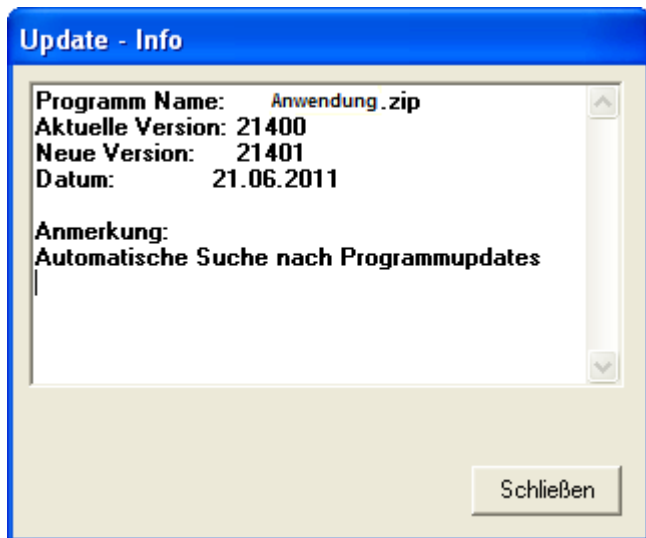 Update - Info
Programm Name: Anwendung.zip
Aktuelle Version: 21400
Neue Version: 21401
Datum: 21.06.2011
Anmerkung:
Automatische Suche nach Programmupdates
Schließen